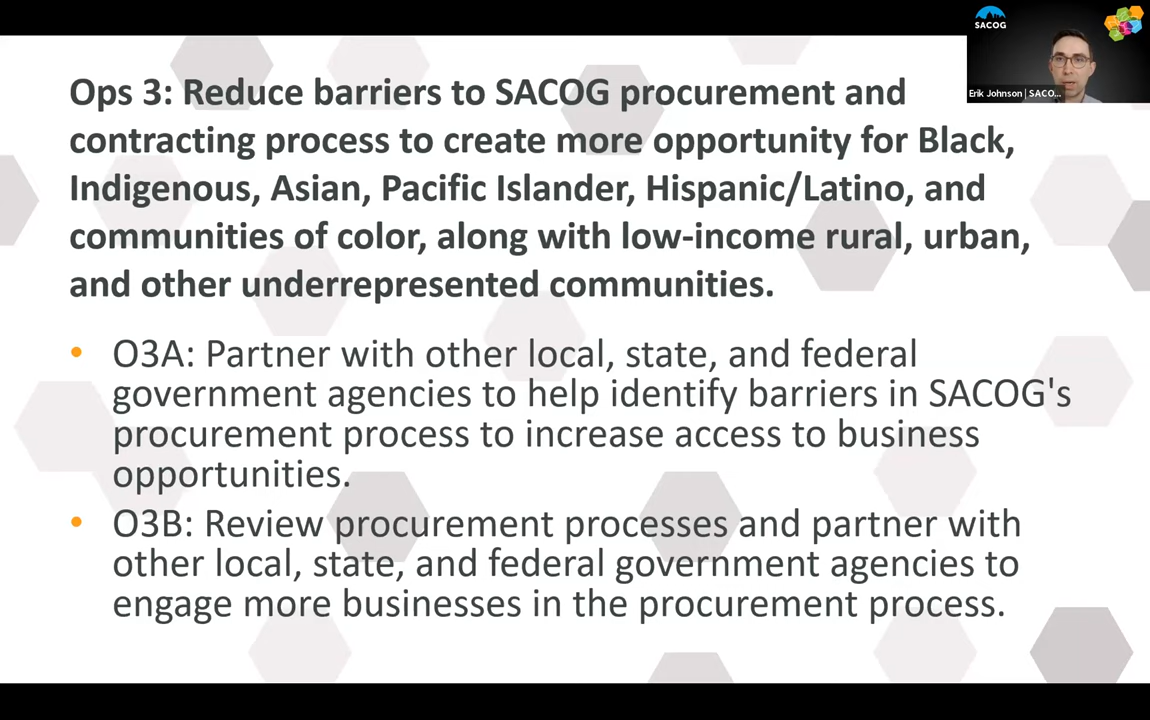 SACOG
Erik Johnson | SACO...
Ops 3: Reduce barriers to SACOG procurement and
contracting process to create more opportunity for Black,
Indigenous, Asian, Pacific Islander, Hispanic/Latino, and
communities of color, along with low-income rural, urban,
and other underrepresented communities.
• O3A: Partner with other local, state, and federal
government agencies to help identify barriers in SACOG's
procurement process to increase access to business
opportunities.
• O3B: Review procurement processes and partner with
other local, state, and federal government agencies to
engage more businesses in the procurement process.